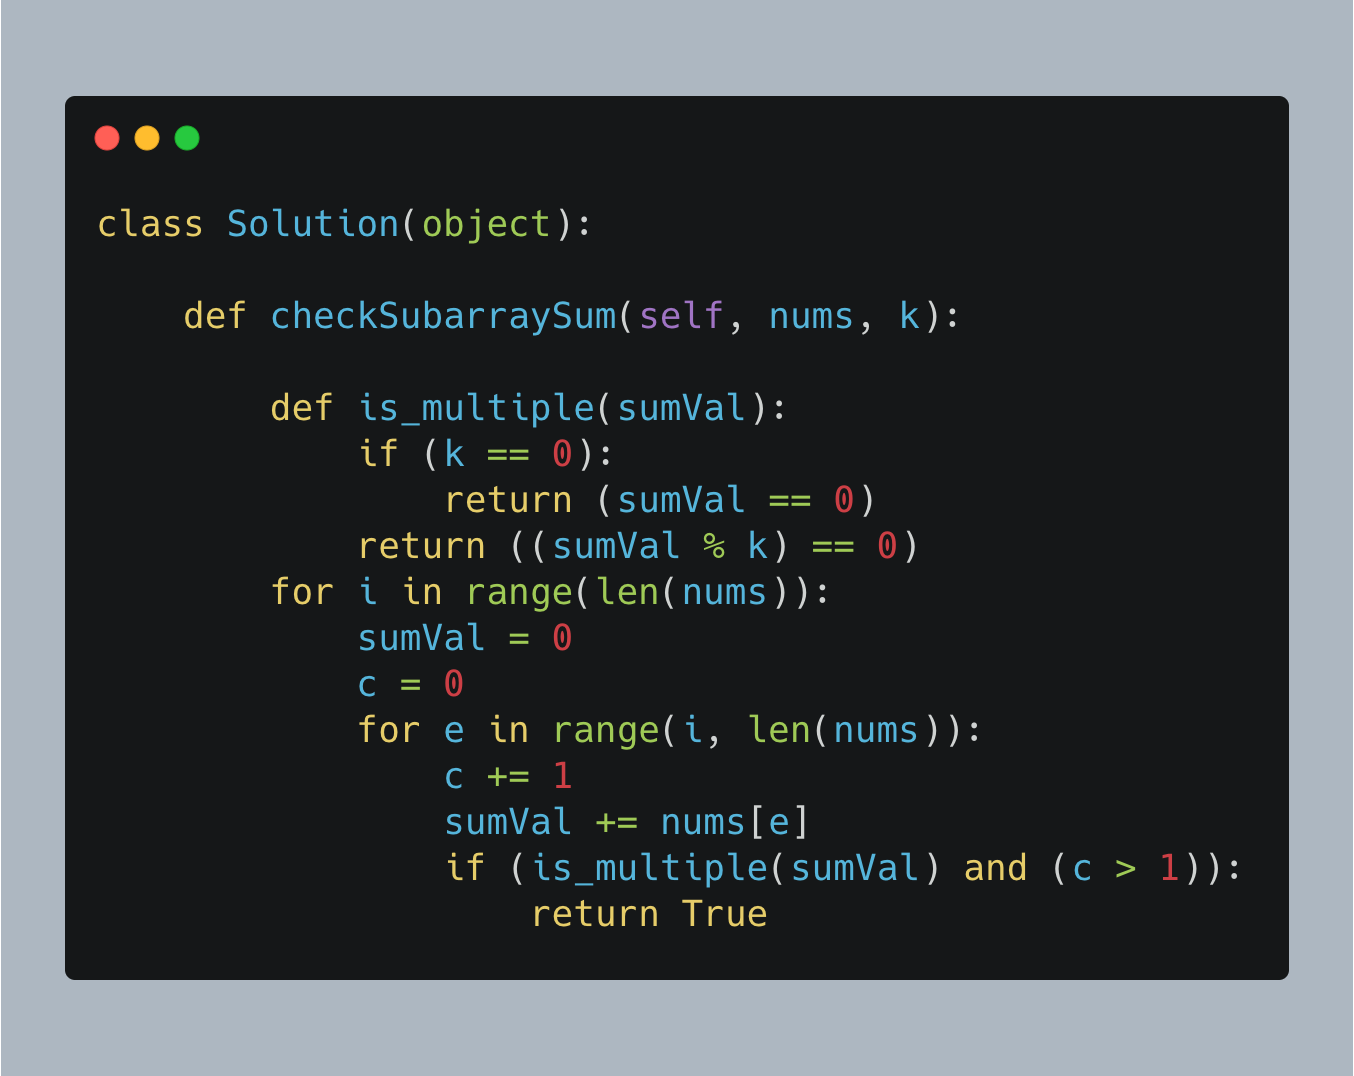 class Solution(object):

    def checkSubarraySum(self, nums, k):

        def is_multiple(sumVal):
            if (k == 0):
                return (sumVal == 0)
            return ((sumVal % k) == 0)
        for i in range(len(nums)):
            sumVal = 0
            c = 0
            for e in range(i, len(nums)):
                c += 1
                sumVal += nums[e]
                if (is_multiple(sumVal) and (c > 1)):
                    return True